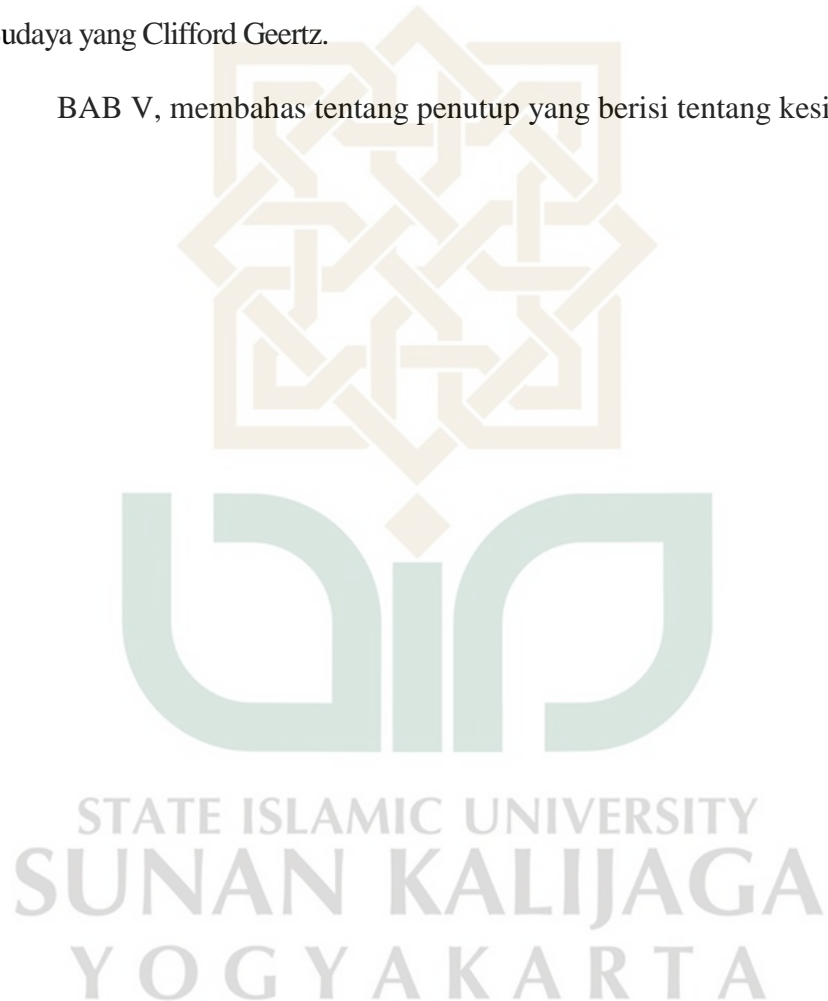 udaya yang Clifford Geertz.
BAB V, membahas tentang penutup yang berisi tentang kesi
STATE ISLAMIC UNIVERSITY
SUNAN KALIJAGA
YOGYAKARTA